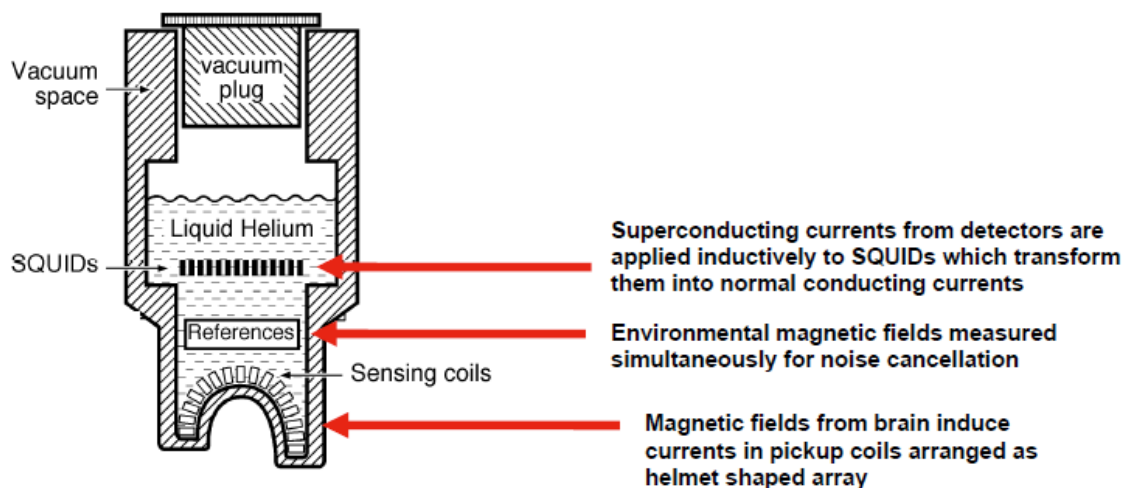 Vacuum
space
vacuum
plug
Liquid Helium
SQUIDs
Superconducting currents from detectors are
applied inductively to SQUIDs which transform
them into normal conducting currents
References
Environmental magnetic fields measured
simultaneously for noise cancellation
Sensing coils
Magnetic fields from brain induce
currents in pickup coils arranged as
helmet shaped array